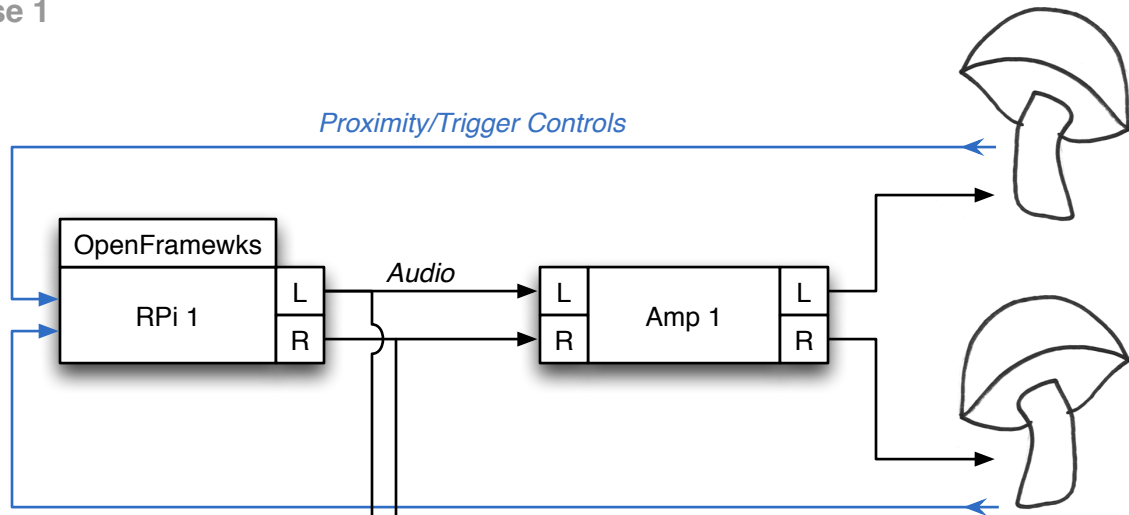 se 1
Proximity/Trigger Controls
OpenFramewks
RPi 1
L
R
Audio
L
R
Amp 1
L
R